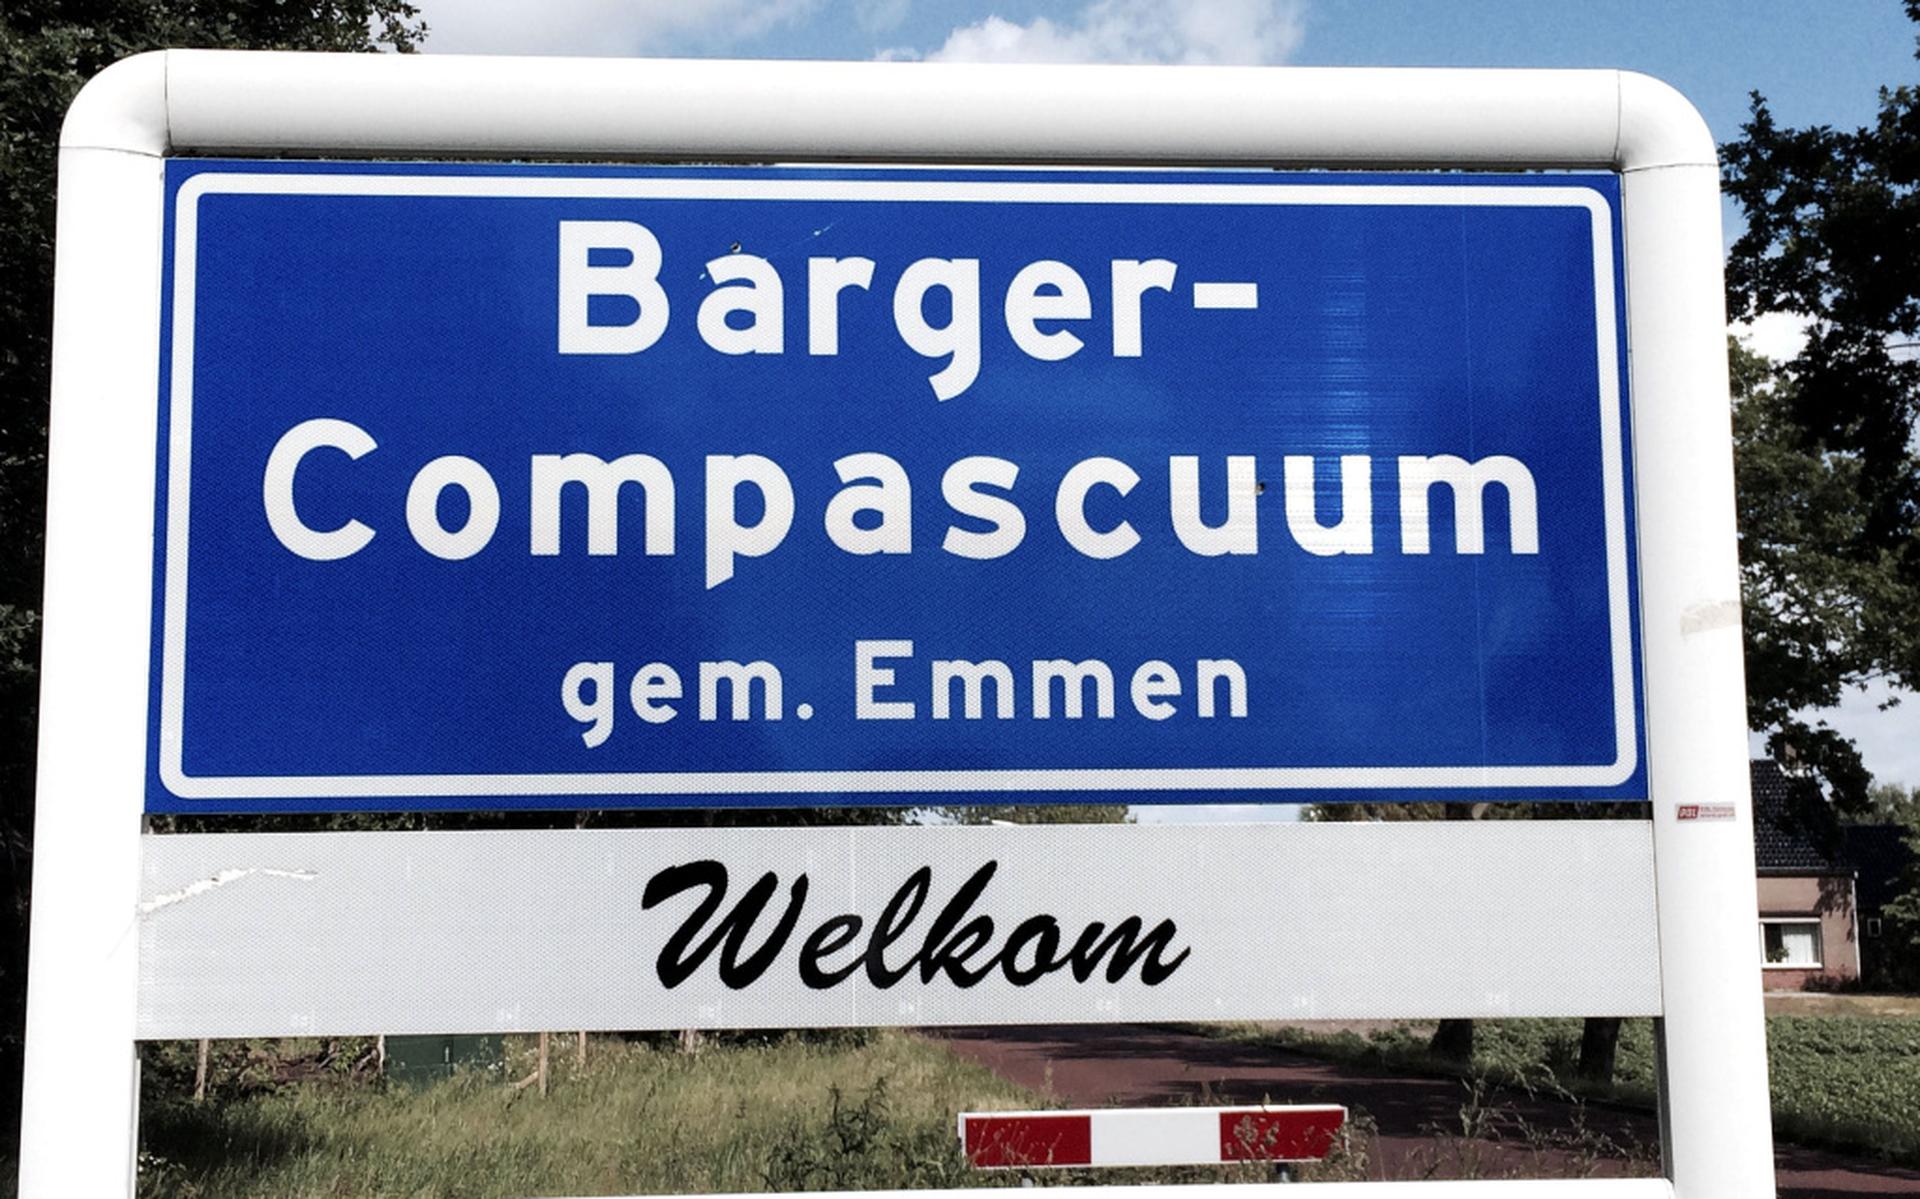 Barger-
Compascuum
gem. Emmen
Welkom